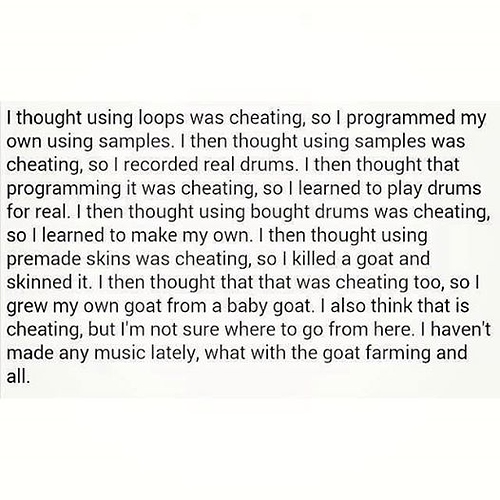 I thought using loops was cheating, so I programmed my
own using samples. I then thought using samples was
cheating, so I recorded real drums. I then thought that
programming it was cheating, so I learned to play drums
for real. I then thought using bought drums was cheating,
so I learned to make my own. I then thought using
premade skins was cheating, so I killed a goat and
skinned it. I then thought that that was cheating too, so I
grew my own goat from a baby goat. I also think that is
cheating, but I'm not sure where to go from here. I haven't
made any music lately, what with the goat farming and
all.